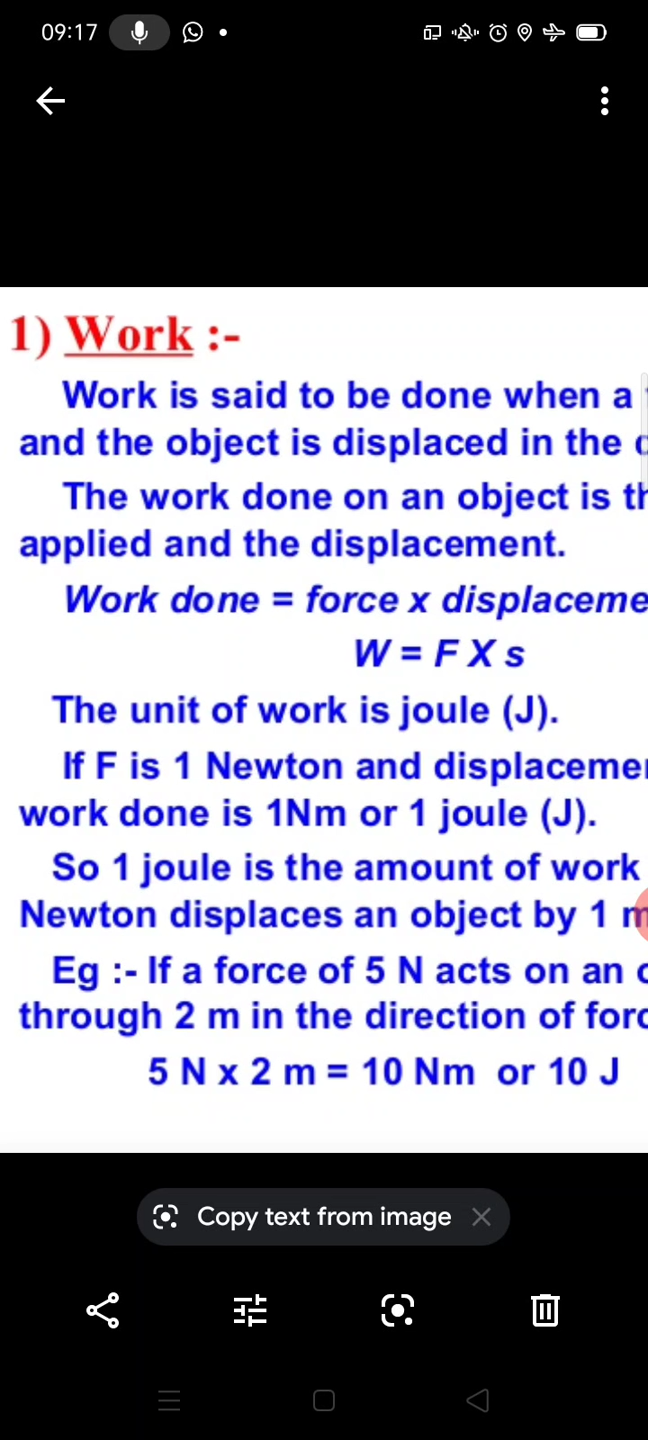 09:17
1) Work :-
Work is said to be done when a
and the object is displaced in the
The work done on an object is
applied and the displacement.
Work done = force x displaceme
W = F X s
The unit of work is joule (J).
If F is 1 Newton and displaceme
work done is 1Nm or 1 joule (J).
So 1 joule is the amount of work
Newton displaces an object by 1 m
Eg :- If a force of 5 N acts on an
through 2 m in the direction of forc
5 N x 2 m = 10 Nm or 10 J
Copy text from image